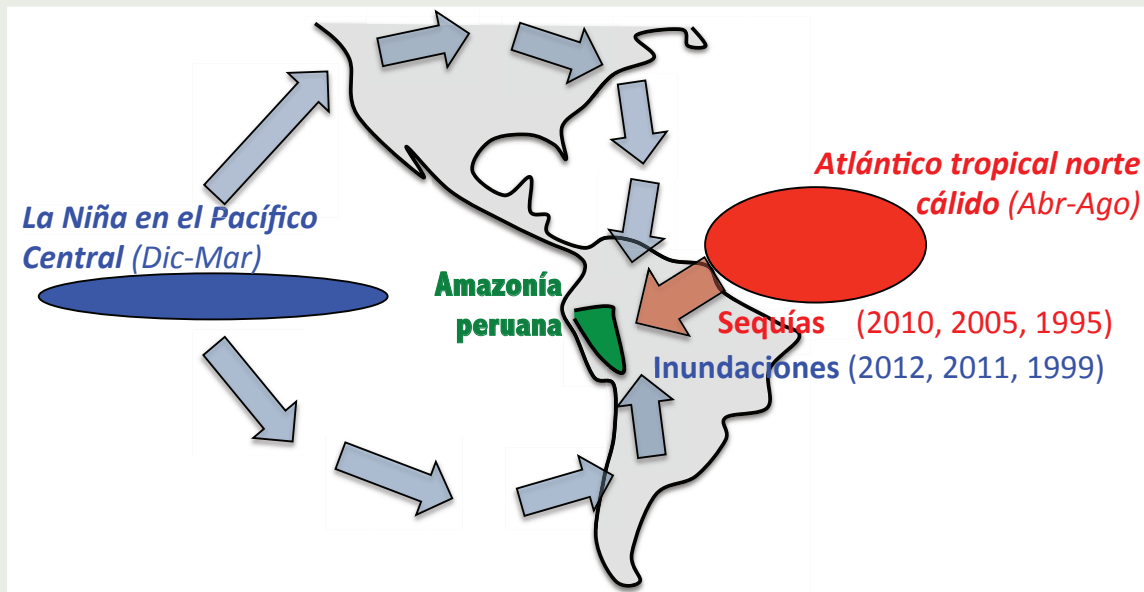 Atlántico tropical norte
cálido (Abr-Ago)
La Niña en el Pacífico
Central (Dic-Mar)
Amazonía
peruana
Sequías (2010, 2005, 1995)
Inundaciones (2012, 2011, 1999)